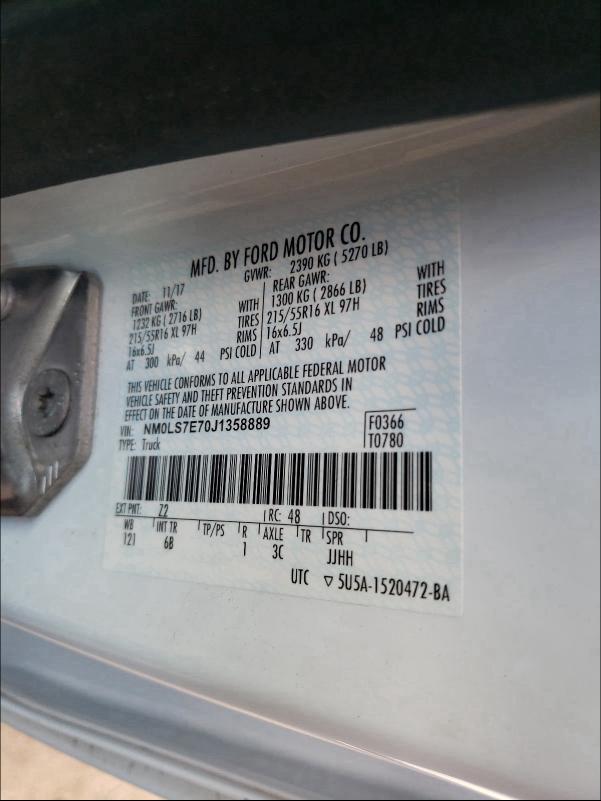 MFD. BY FORD MOTOR CO.
DATE: 11/17 GVWR: 2390 KG ( 5270 LB)
FRONT GAWR: REAR GAWR:
1232 KG ( 2716 LB) WITH 1300 KG ( 2866 LB) WITH
215/55R16 XL 97H TIRES 215/55R16 XL 97H TIRES
16x6.5J RIMS 16x6.5J RIMS
AT 300 kPa/ 44 PSI COLD AT 330 kPa/ 48 PSI COLD
THIS VEHICLE CONFORMS TO ALL APPLICABLE FEDERAL MOTOR
VEHICLE SAFETY AND THEFT PREVENTION STANDARDS IN
EFFECT ON THE DATE OF MANUFACTURE SHOWN ABOVE.
VIN: NM0LS7E70J1358889 F0366
TYPE: Truck T0780
EXT PNT: Z2 RC: 48 DSO:
WB INT TR TP/PS R AXLE TR SPR
121 6B 1 3C JJHH
UTC ▽ 5U5A-1520472-BA